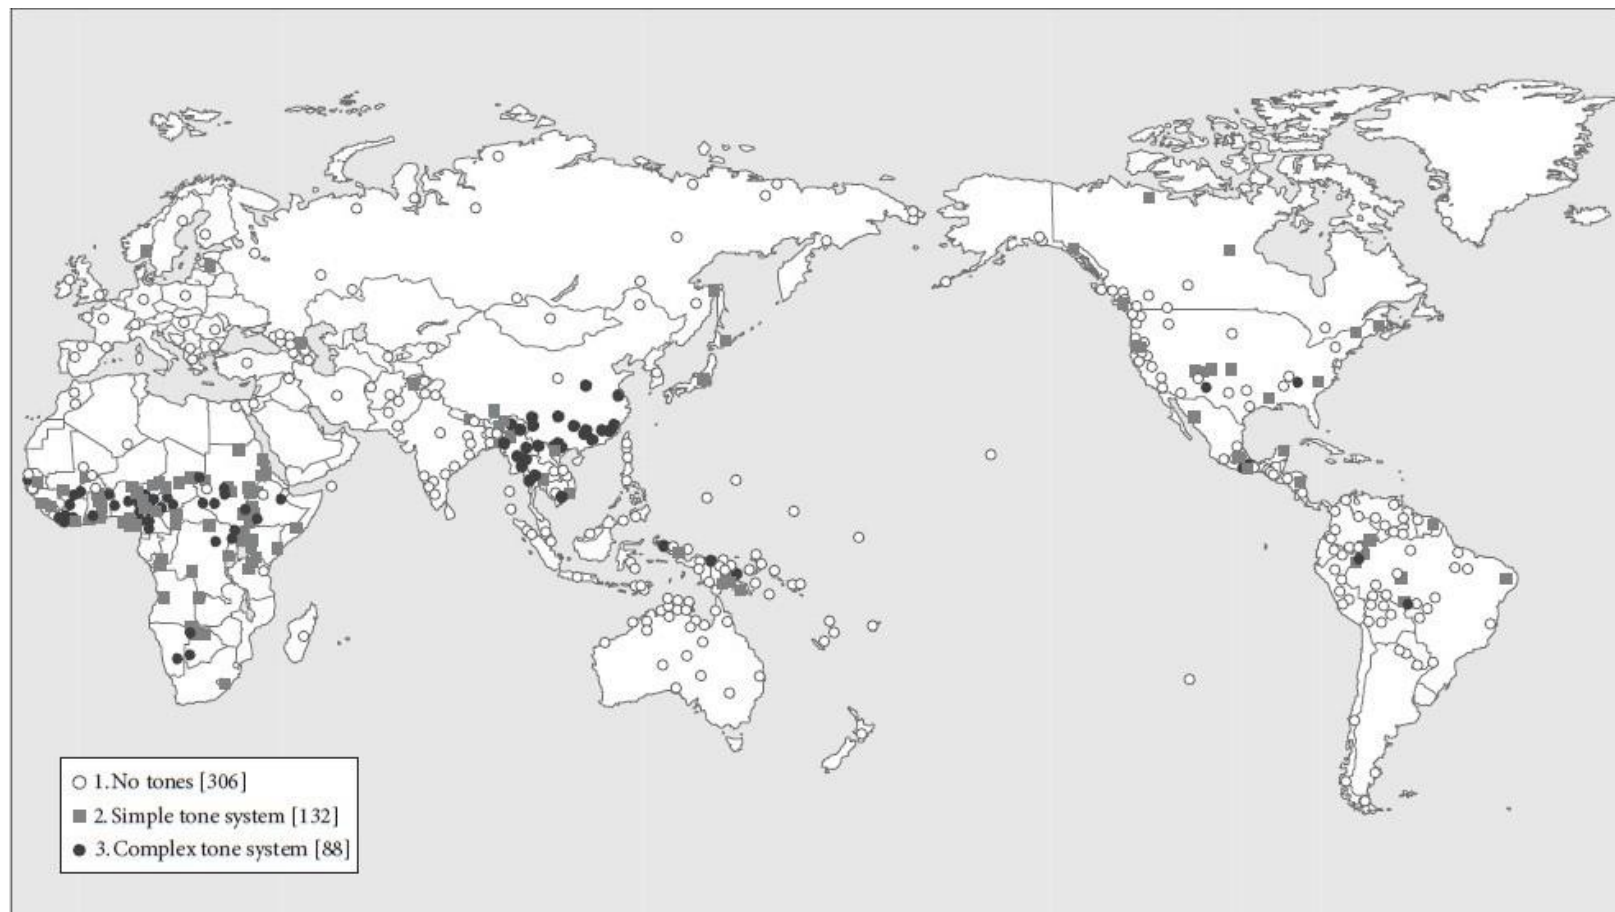 1. No tones [306]
2. Simple tone system [132]
3. Complex tone system [88]